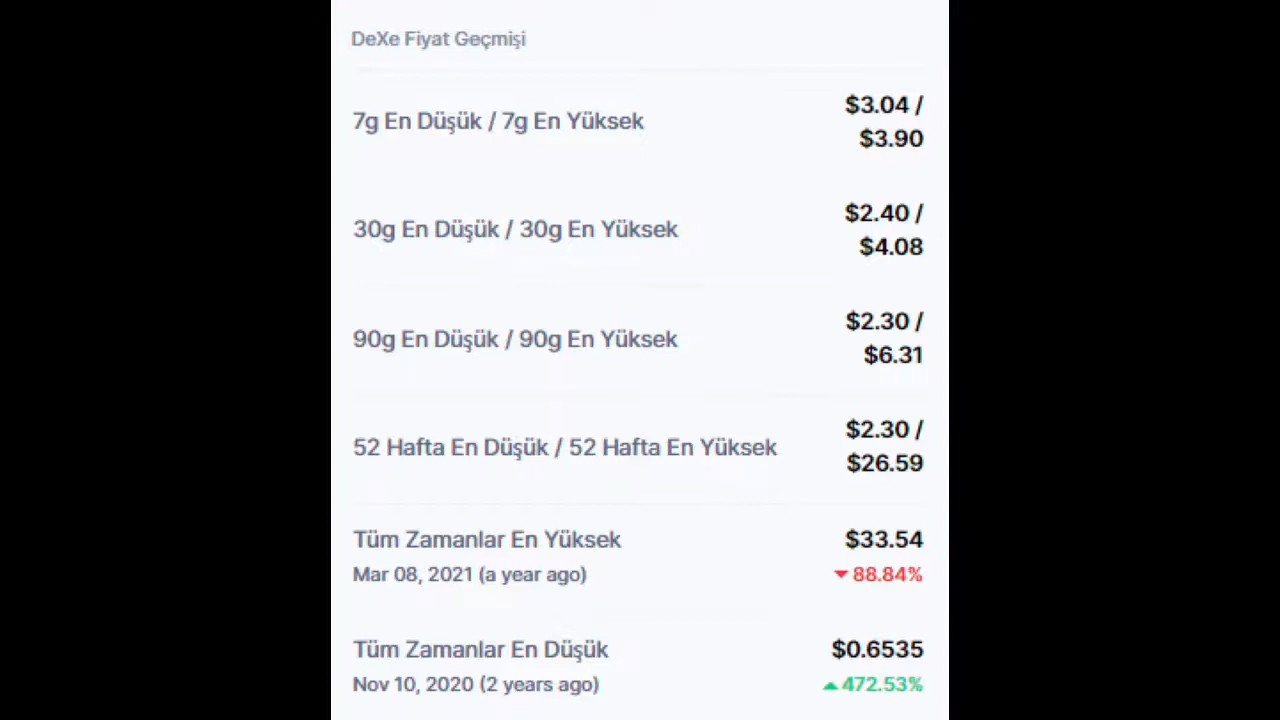 DeXe Fiyat Geçmişi
7g En Düşük / 7g En Yüksek
$3.04 /
$3.90
30g En Düşük / 30g En Yüksek
$2.40 /
$4.08
90g En Düşük / 90g En Yüksek
$2.30 /
$6.31
52 Hafta En Düşük / 52 Hafta En Yüksek
$2.30 /
$26.59
Tüm Zamanlar En Yüksek
$33.54
Mar 08, 2021 (a year ago)
88.84%
Tüm Zamanlar En Düşük
$0.6535
Nov 10, 2020 (2 years ago)
472.53%